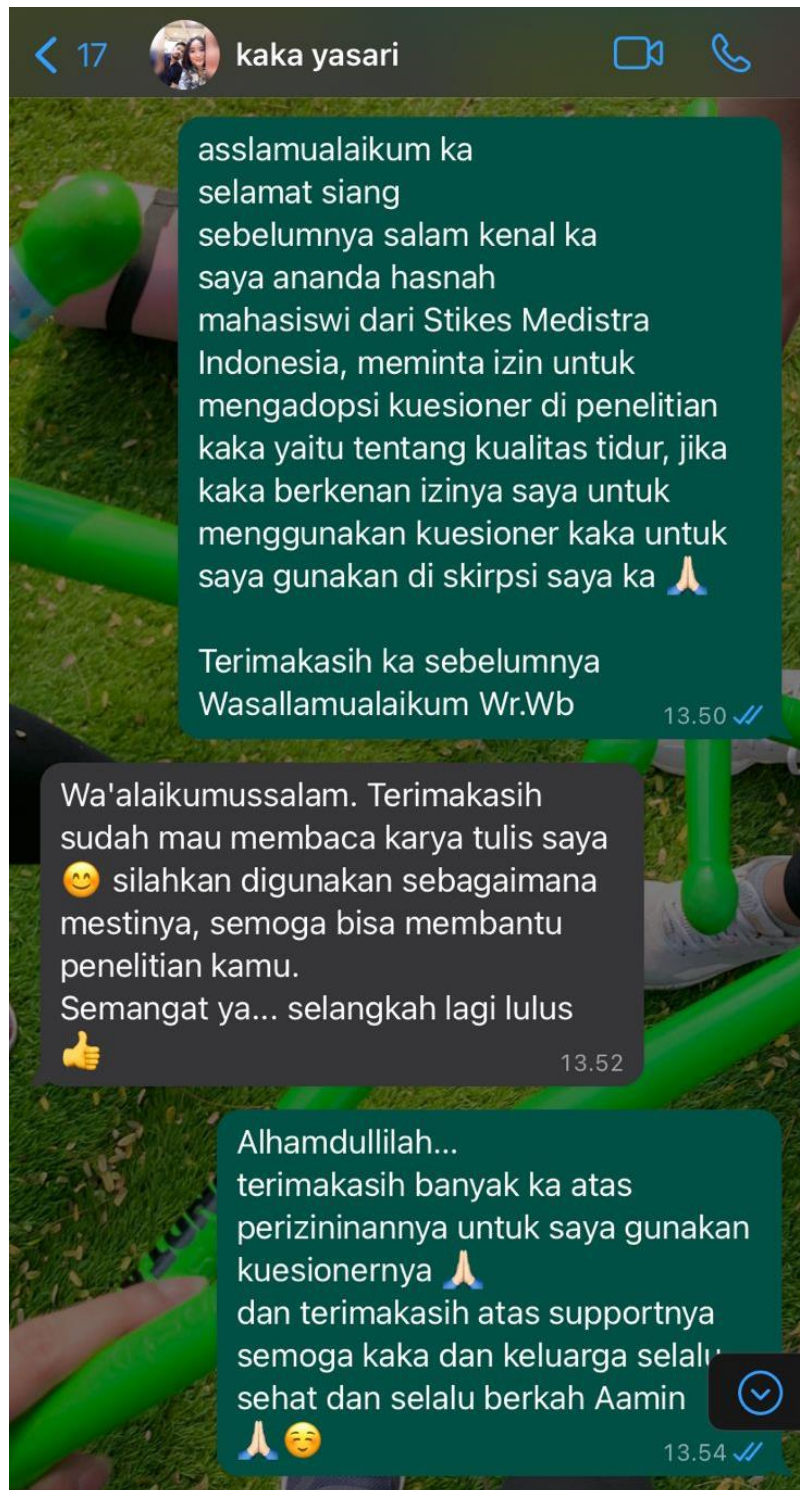 17
kaka yasari
asslamualaikum ka
selamat siang
sebelumnya salam kenal ka
saya ananda hasnah
mahasiswi dari Stikes Medistra
Indonesia, meminta izin untuk
mengadopsi kuesioner di penelitian
kaka yaitu tentang kualitas tidur, jika
kaka berkenan izinya saya untuk
menggunakan kuesioner kaka untuk
saya gunakan di skirpsi saya ka 🙏🏻
Terimakasih ka sebelumnya
Wasallamualaikum Wr.Wb
13.50
Wa'alaikumussalam. Terimakasih
sudah mau membaca karya tulis saya
😊 silahkan digunakan sebagaimana
mestinya, semoga bisa membantu
penelitian kamu.
Semangat ya... selangkah lagi lulus
👍
13.52
Alhamdullilah...
terimakasih banyak ka atas
perizininannya untuk saya gunakan
kuesionernya 🙏🏻
dan terimakasih atas supportnya
semoga kaka dan keluarga selalu
sehat dan selalu berkah Aamin
🙏🏻☺️
13.54